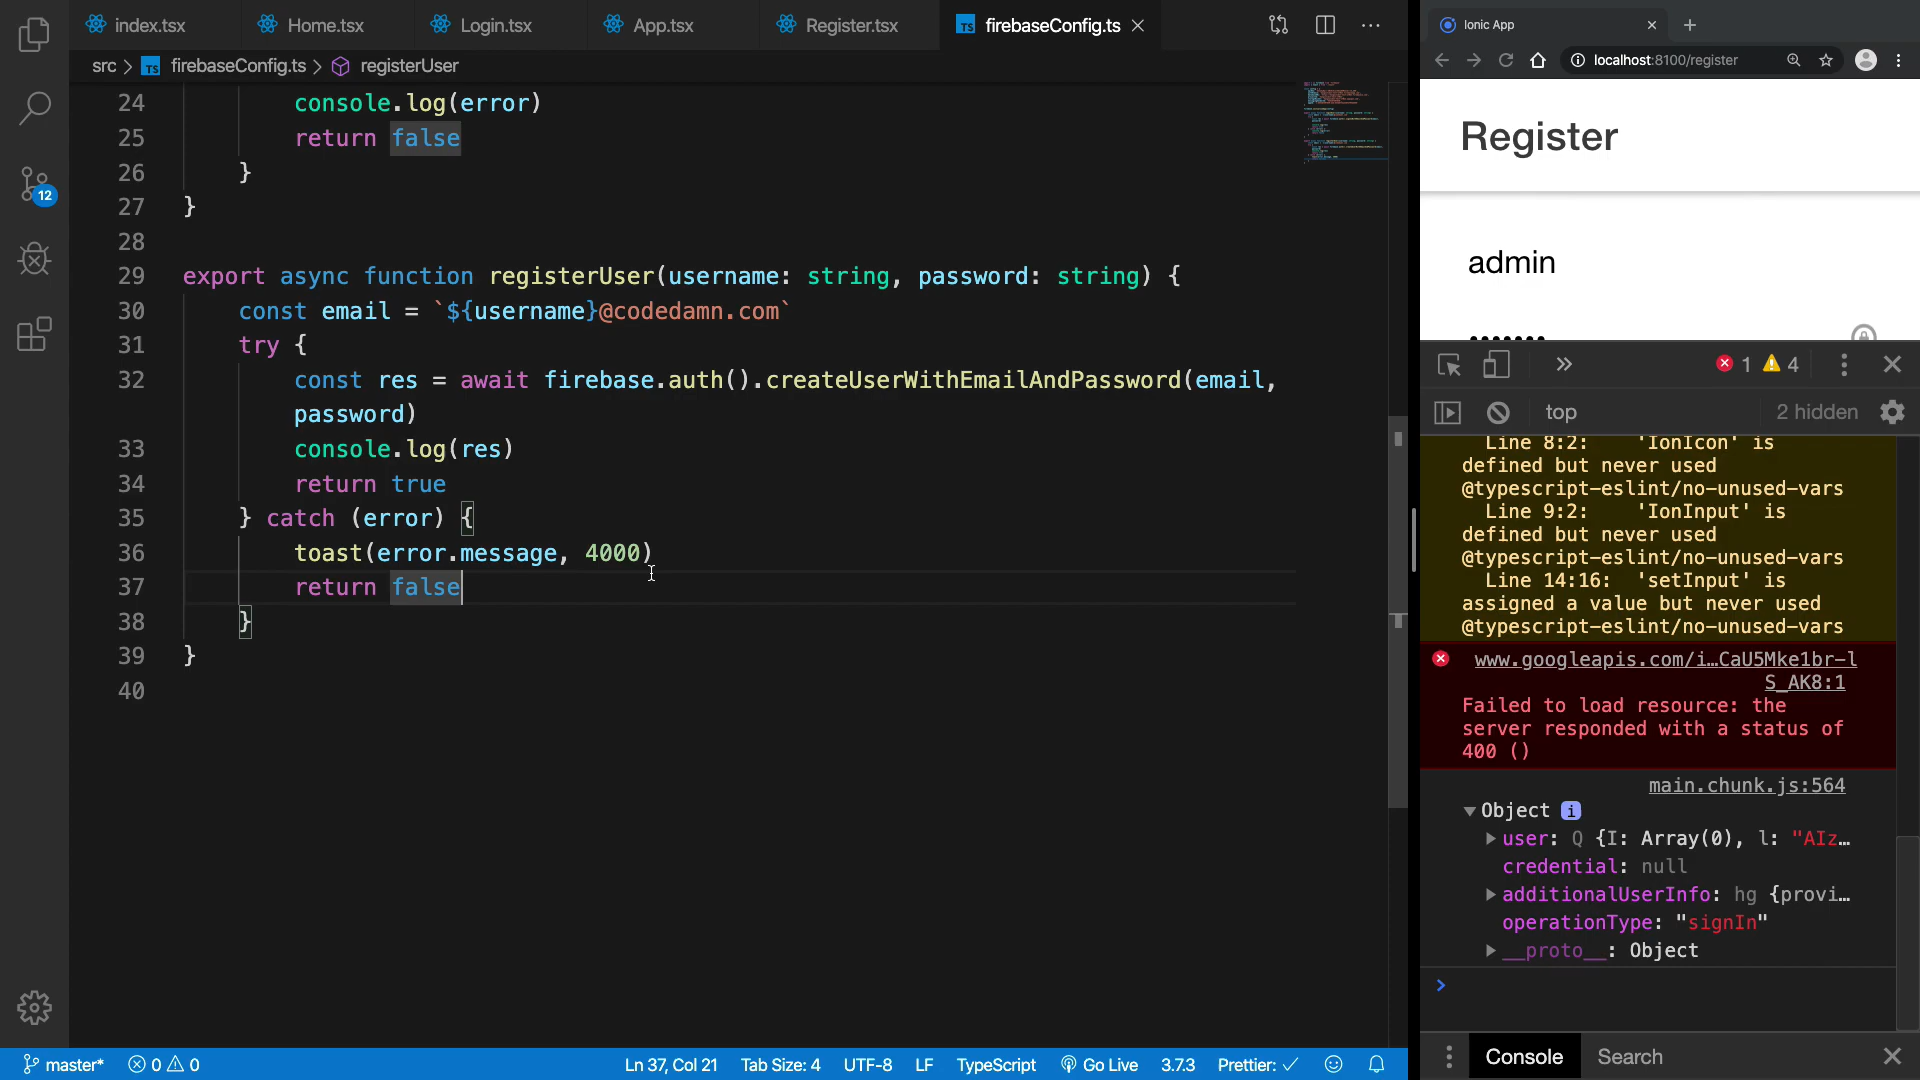 index.tsx Home.tsx Login.tsx App.tsx Register.tsx TS firebaseConfig.ts
src > TS firebaseConfig.ts > registerUser
24 console.log(error)
25 return false
26 }
27 }
28
29 export async function registerUser(username: string, password: string) {
30 const email = `${username}@codedamn.com`
31 try {
32 const res = await firebase.auth().createUserWithEmailAndPassword(email,
password)
33 console.log(res)
34 return true
35 } catch (error) {
36 toast(error.message, 4000)
37 return false
38 }
39 }
40
12
master* 0 0 Ln 37, Col 21 Tab Size: 4 UTF-8 LF TypeScript Go Live 3.7.3 Prettier: ✓
Ionic App
localhost:8100/register
Register
admin
•••••••
1 4
top 2 hidden
Line 8:2: 'IonIcon' is
defined but never used
@typescript-eslint/no-unused-vars
Line 9:2: 'IonInput' is
defined but never used
@typescript-eslint/no-unused-vars
Line 14:16: 'setInput' is
assigned a value but never used
@typescript-eslint/no-unused-vars
www.googleapis.com/i…CaU5Mke1br-l
S_AK8:1
Failed to load resource: the
server responded with a status of
400 ()
main.chunk.js:564
▼Object i
▶user: Q {I: Array(0), l: "AIz…
credential: null
▶additionalUserInfo: hg {provi…
operationType: "signIn"
▶__proto__: Object
>
Console Search